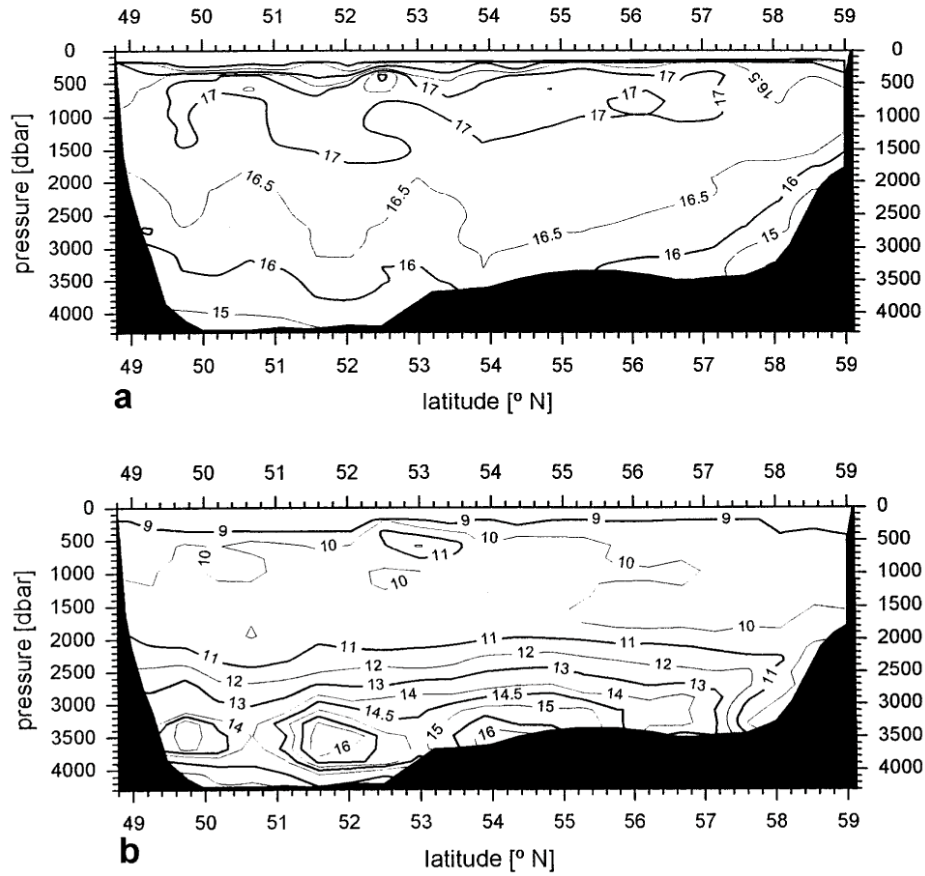 49 50 51 52 53 54 55 56 57 58 59
0 0
500 500
17 17 17 16.5
1000 1000
17 17
1500 17 1500
2000 16.5 16.5 16 2000
2500 16.5 2500
3000 16.5 15 3000
3500 16 16 16 3500
4000 15 4000
pressure [dbar]
49 50 51 52 53 54 55 56 57 58 59
a latitude [º N]
49 50 51 52 53 54 55 56 57 58 59
0 9 9 9 9 9 0
500 10 10 11 10 500
1000 10 1000
1500 1500
2000 11 11 11 10 2000
2500 12 12 13 12 11 2500
3000 13 13 14 14.5 14 3000
3500 14 14.5 16 15 16 15 3500
4000 4000
pressure [dbar]
49 50 51 52 53 54 55 56 57 58 59
b latitude [º N]